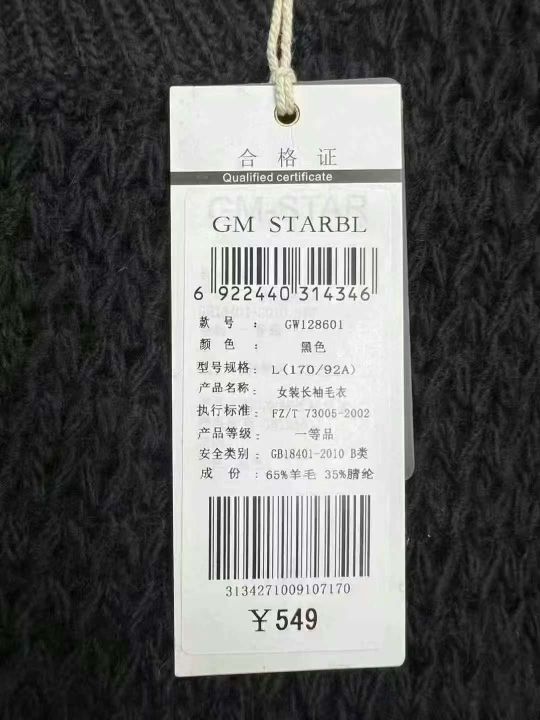 合格证
Qualified certificate
GM STARBL
6 922440 314346
款号: GW128601
颜色: 黑色
型号规格: L(170/92A)
产品名称: 女装长袖毛衣
执行标准: FZ/T 73005-2002
产品等级: 一等品
安全类别: GB18401-2010 B类
成份: 65%羊毛 35%腈纶
3134271009107170
￥549